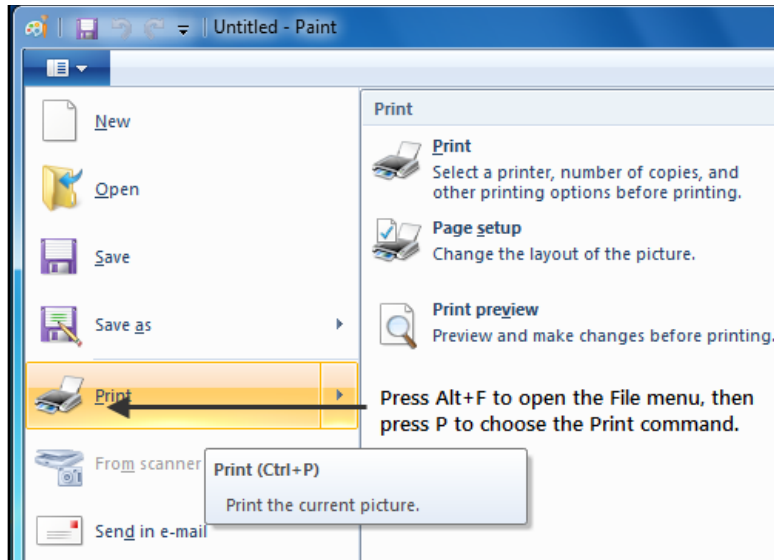 Untitled - Paint
New
Open
Save
Save as
Print
From scanner
Send in e-mail
Print
Print
Select a printer, number of copies, and
other printing options before printing.
Page setup
Change the layout of the picture.
Print preview
Preview and make changes before printing.
Press Alt+F to open the File menu, then
press P to choose the Print command.
Print (Ctrl+P)
Print the current picture.